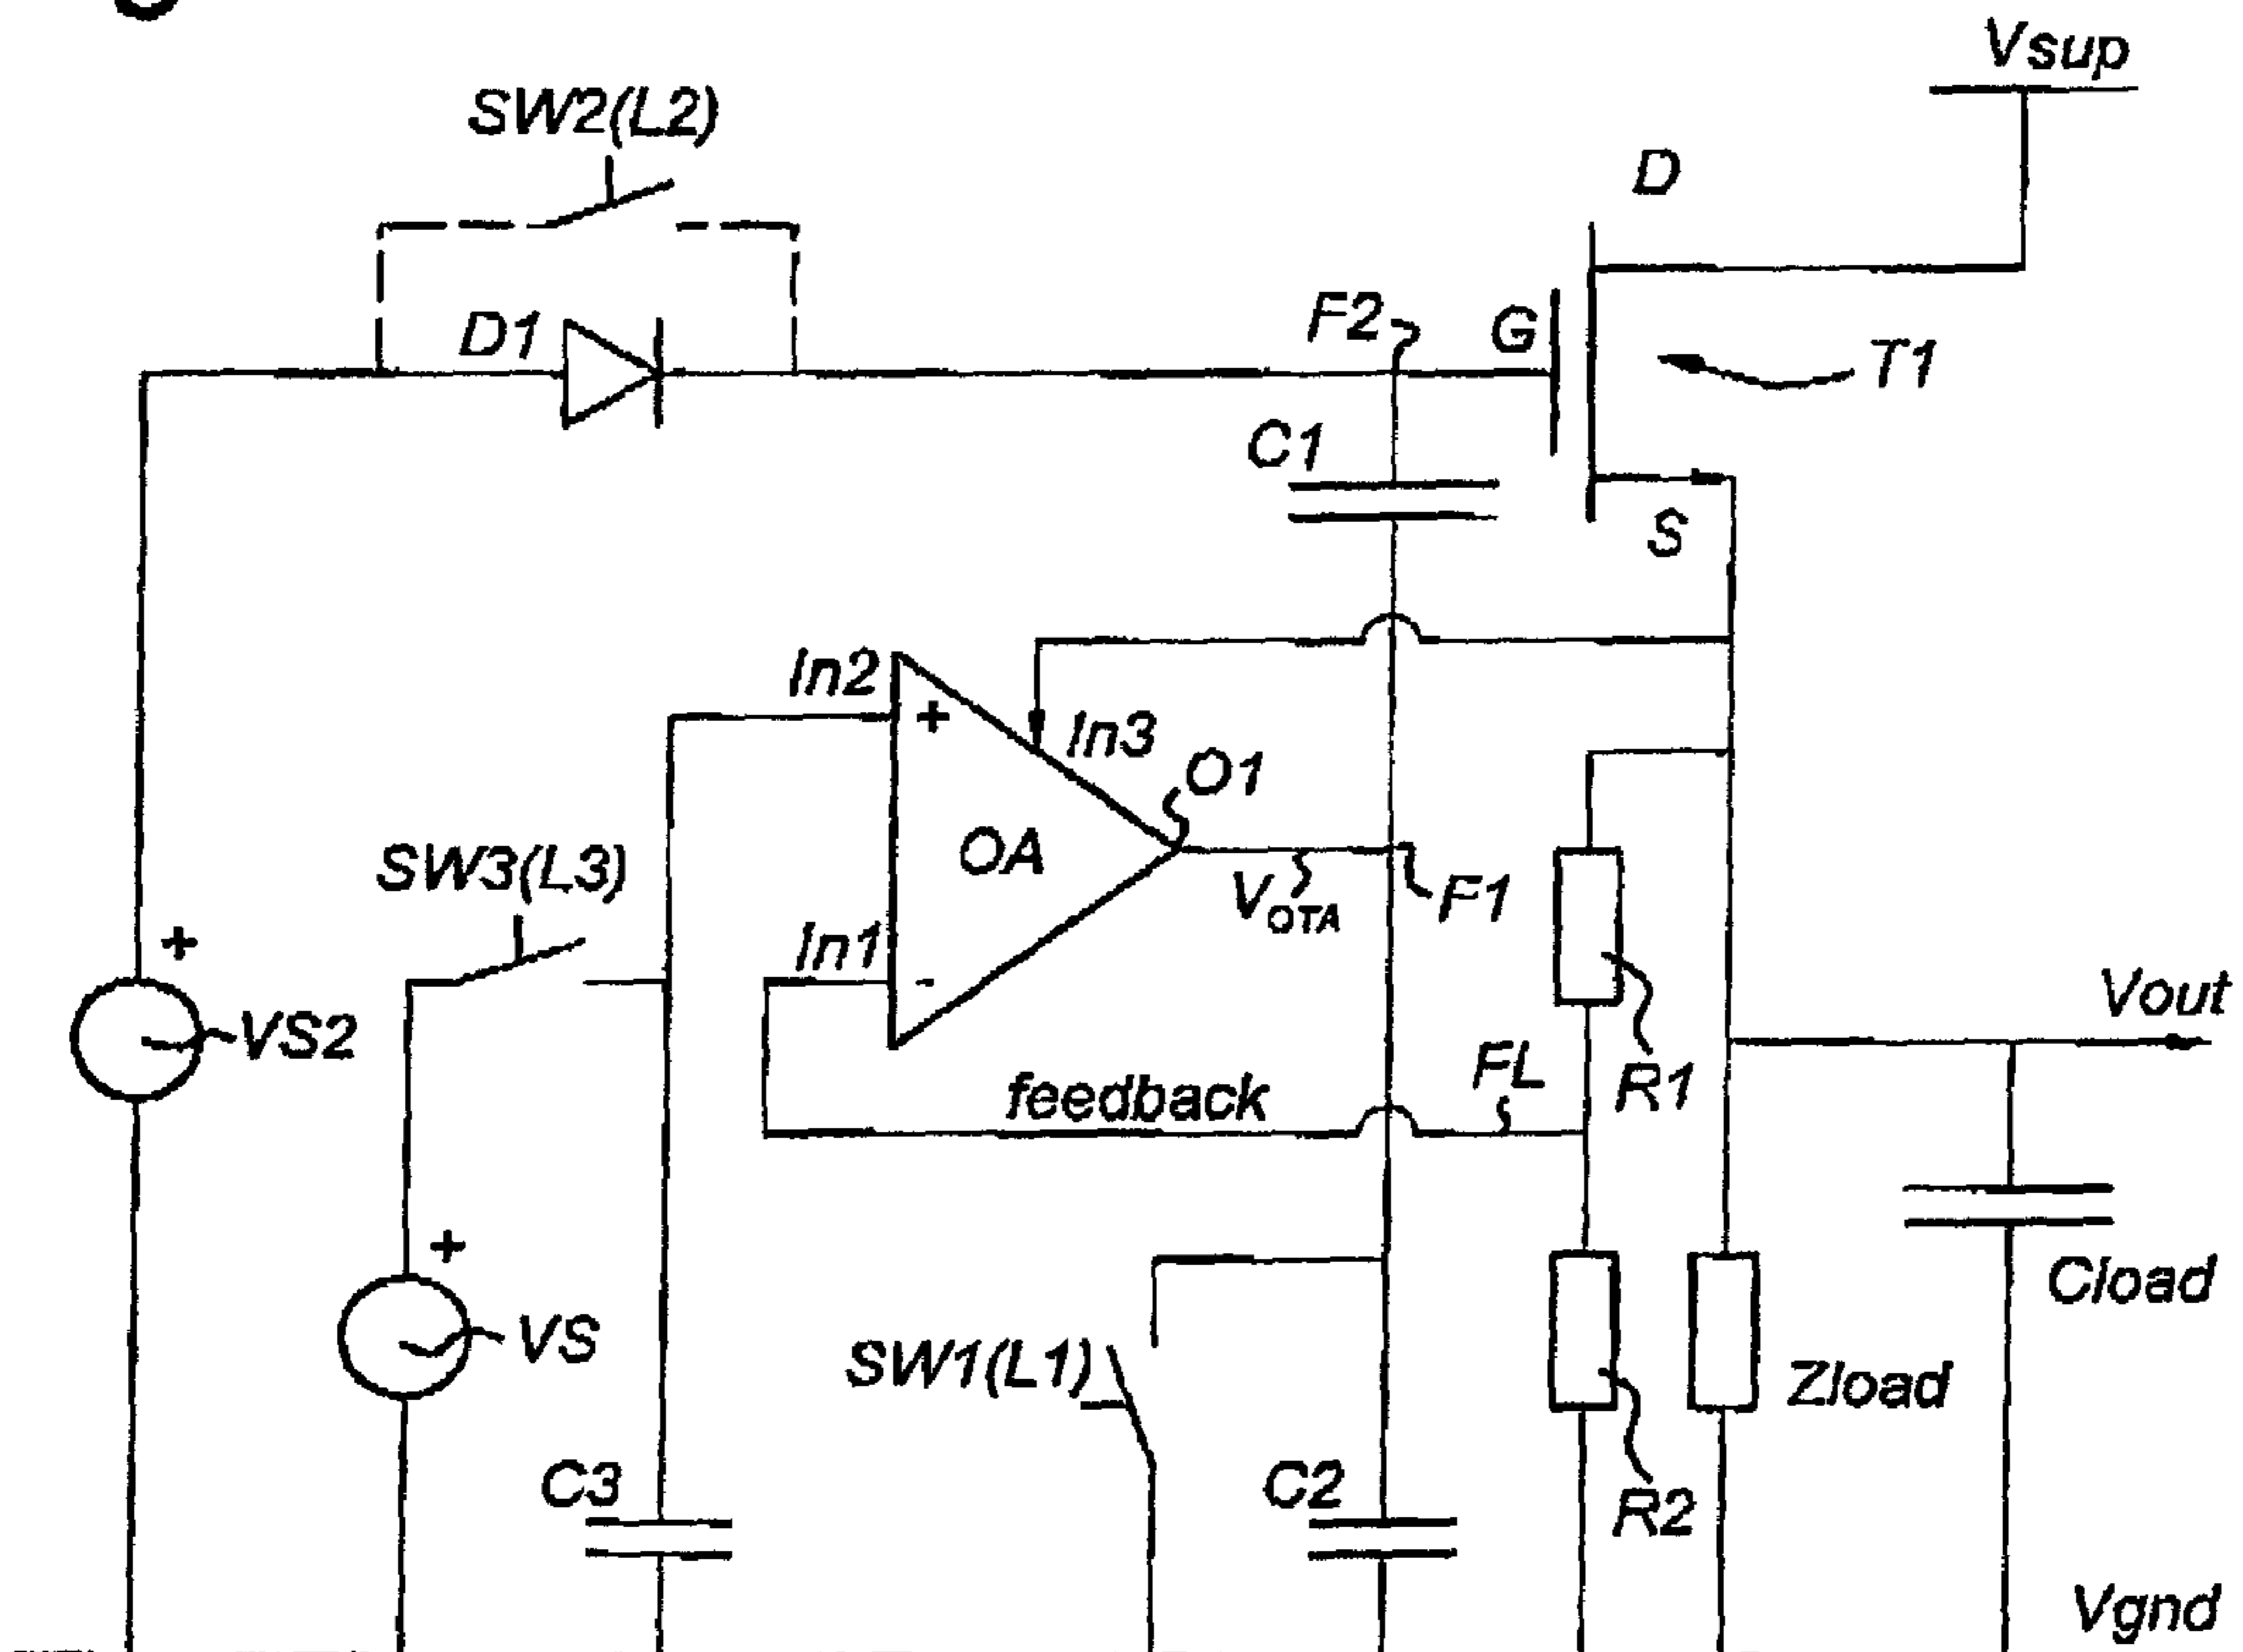 Vsup
SW2(L2)
D
D1
F2
G
T1
C1
S
In2
+
In3
O1
OA
SW3(L3)
VOTA
F1
In1
-
+
VS2
Vout
feedback
FL
R1
+
VS
SW1(L1)
Cload
Zload
C3
C2
R2
Vgnd